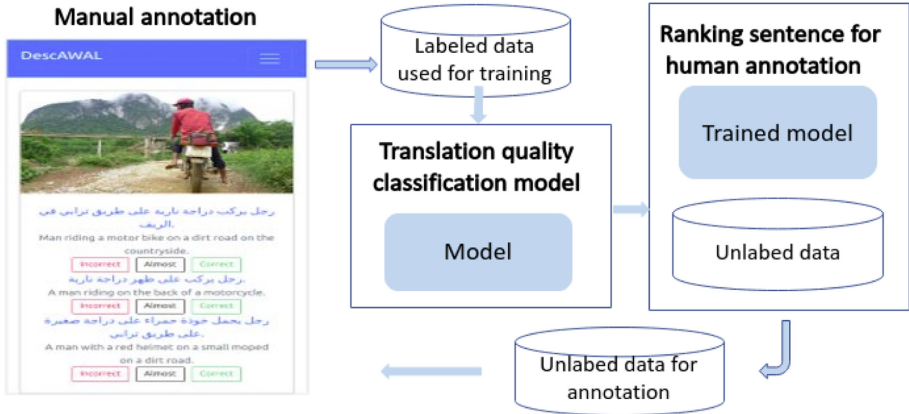 Manual annotation
DescAWAL
رجل يركب دراجة نارية على طريق ترابي في
الريف.
Man riding a motor bike on a dirt road on the
countryside.
Incorrect Almost Correct
رجل يركب على ظهر دراجة نارية.
A man riding on the back of a motorcycle.
Incorrect Almost Correct
رجل يحمل خوذة حمراء على دراجة صغيرة
على طريق ترابي.
A man with a red helmet on a small moped
on a dirt road.
Incorrect Almost Correct
Labeled data
used for training
Translation quality
classification model
Model
Ranking sentence for
human annotation
Trained model
Unlabed data
Unlabed data for
annotation